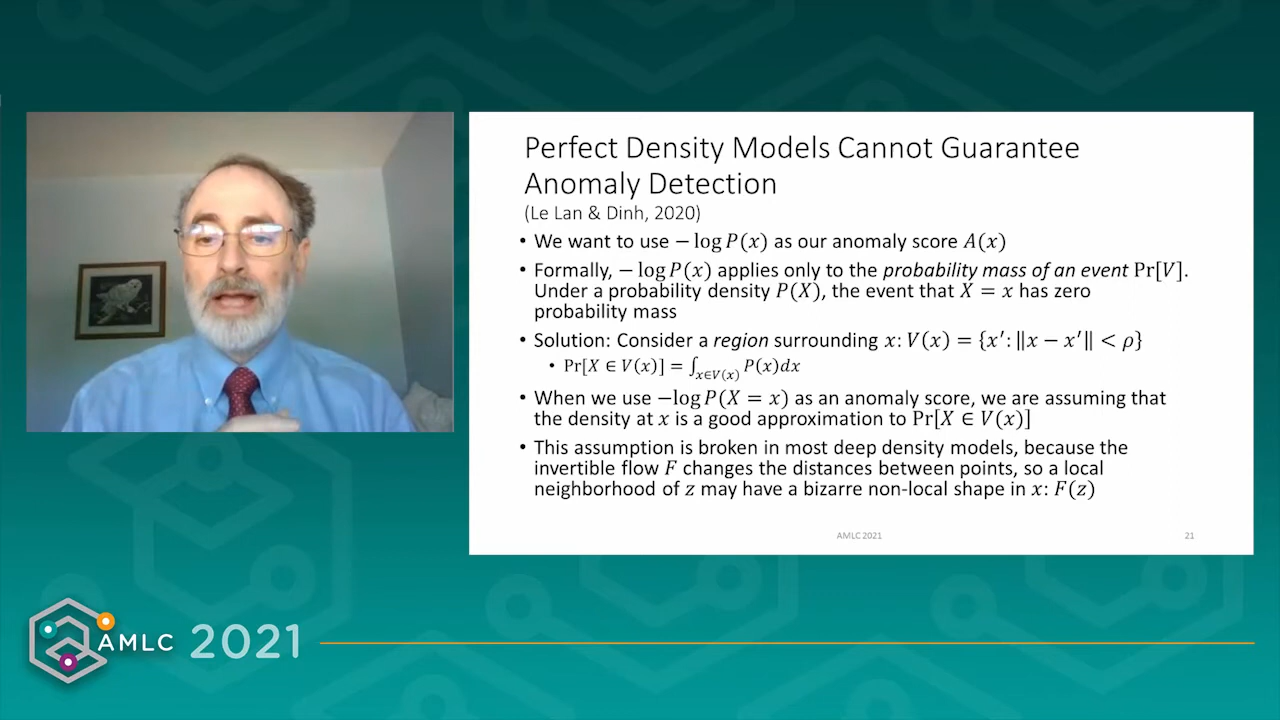 Perfect Density Models Cannot Guarantee
Anomaly Detection
(Le Lan & Dinh, 2020)
• We want to use − log P(x) as our anomaly score A(x)
• Formally, − log P(x) applies only to the probability mass of an event Pr[V].
Under a probability density P(X), the event that X = x has zero
probability mass
• Solution: Consider a region surrounding x: V(x) = {x′: ‖x − x′‖ < ρ}
• Pr[X ∈ V(x)] = ∫x∈V(x) P(x)dx
• When we use −log P(X = x) as an anomaly score, we are assuming that
the density at x is a good approximation to Pr[X ∈ V(x)]
• This assumption is broken in most deep density models, because the
invertible flow F changes the distances between points, so a local
neighborhood of z may have a bizarre non-local shape in x: F(z)
AMLC 2021
21
AMLC 2021